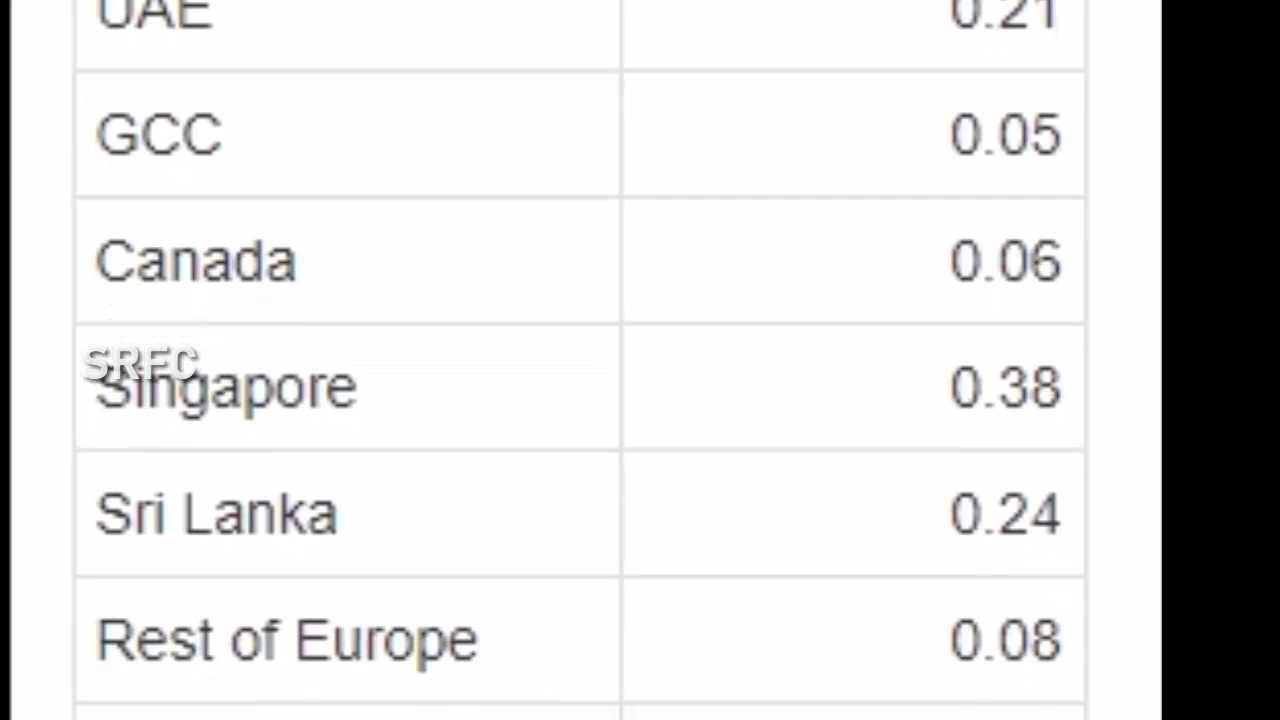 UAE 0.21
GCC 0.05
Canada 0.06
SRFC
Singapore 0.38
Sri Lanka 0.24
Rest of Europe 0.08